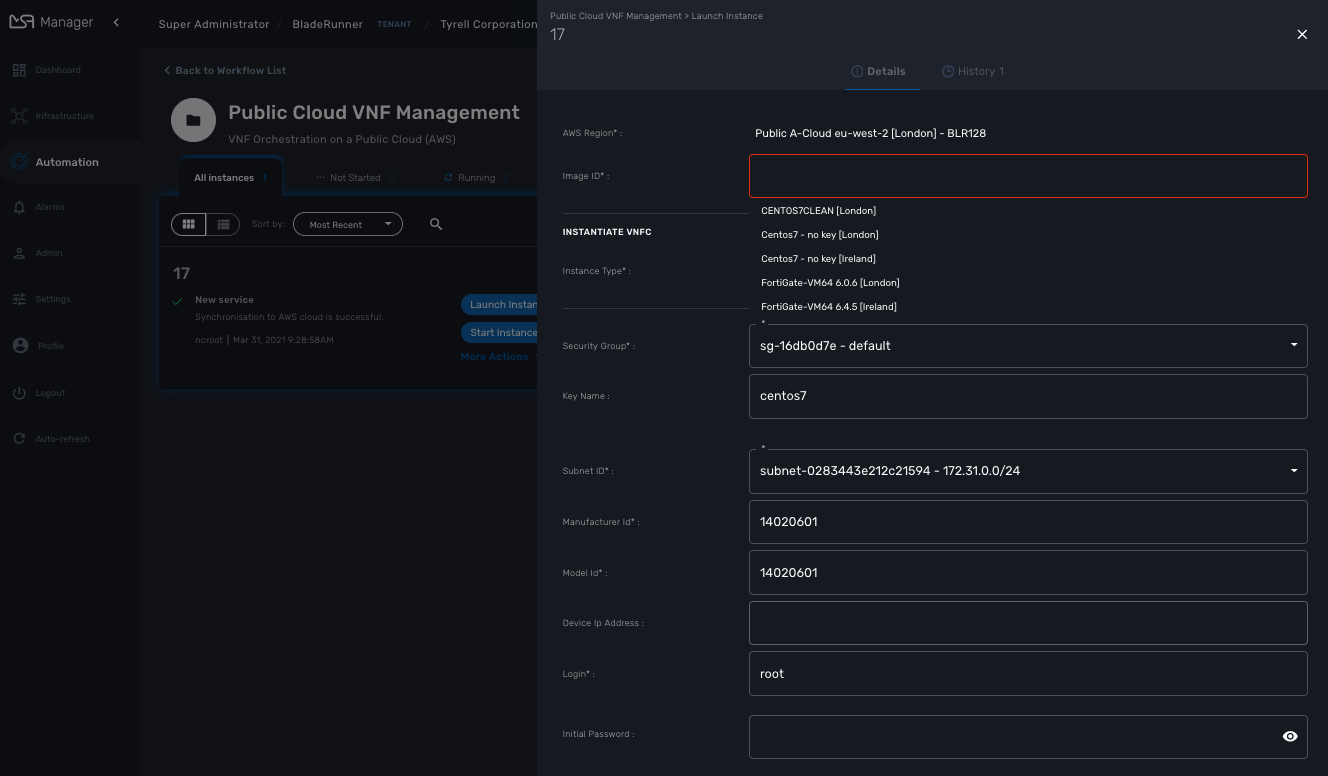 Manager
Super Administrator / BladeRunner TENANT / Tyrell Corporation
Dashboard
Infrastructure
Automation
Alarms
Admin
Settings
Profile
Logout
Auto-refresh
Back to Workflow List
Public Cloud VNF Management
VNF Orchestration on a Public Cloud (AWS)
All instances 1
Not Started 0
Running 0
Sort by: Most Recent
17
New service
Synchronisation to AWS cloud is successful.
ncroot | Mar 31, 2021 9:28:58AM
Launch Instan
Start Instance
More Actions
Public Cloud VNF Management > Launch Instance
17
Details
History 1
AWS Region* : Public A-Cloud eu-west-2 [London] - BLR128
Image ID* :
CENTOS7CLEAN [London]
Centos7 - no key [London]
Centos7 - no key [Ireland]
FortiGate-VM64 6.0.6 [London]
FortiGate-VM64 6.4.5 [Ireland]
INSTANTIATE VNFC
Instance Type* :
*
Security Group* : sg-16db0d7e - default
Key Name : centos7
*
Subnet ID* : subnet-0283443e212c21594 - 172.31.0.0/24
Manufacturer Id* : 14020601
Model Id* : 14020601
Device Ip Address :
Login* : root
Initial Password :